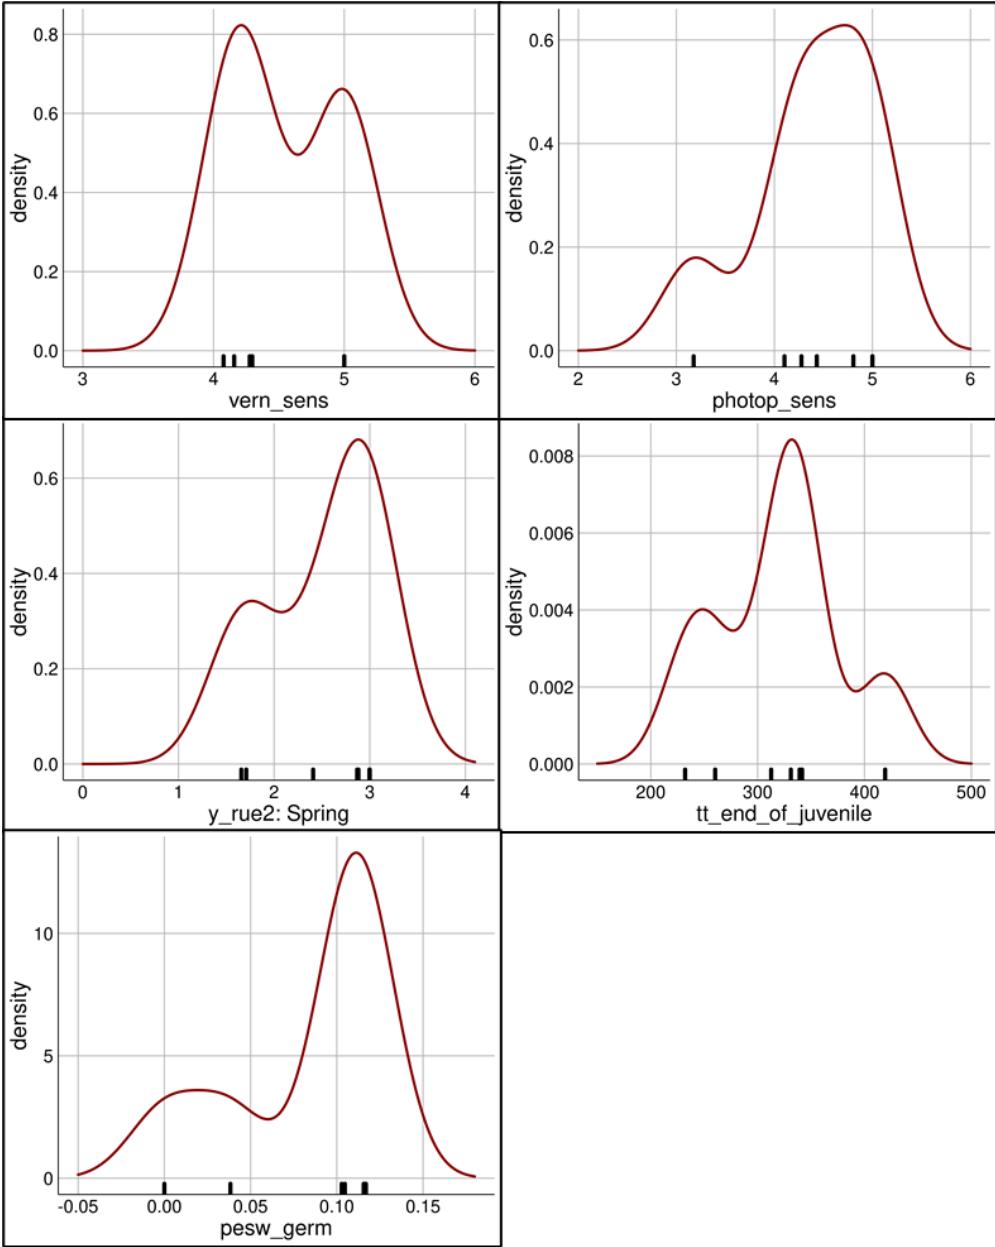 density
0.8
0.6
0.4
0.2
0.0
3 4 5 6
vern_sens
density
0.6
0.4
0.2
0.0
2 3 4 5 6
photop_sens
density
0.6
0.4
0.2
0.0
0 1 2 3 4
y_rue2: Spring
density
0.008
0.006
0.004
0.002
0.000
200 300 400 500
tt_end_of_juvenile
density
10
5
0
-0.05 0.00 0.05 0.10 0.15
pesw_germ